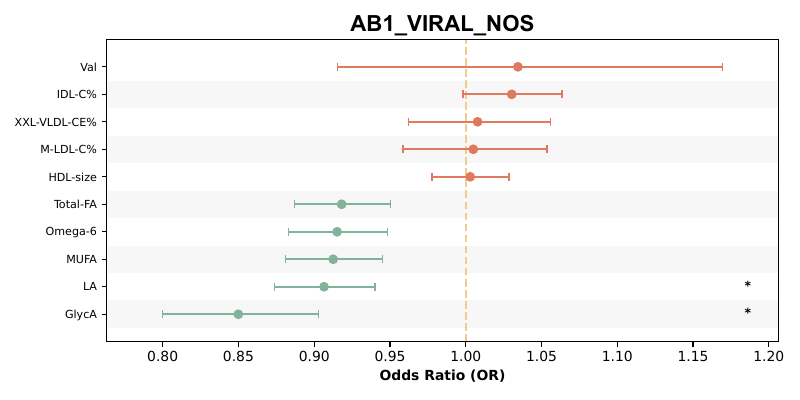 AB1_VIRAL_NOS
Val
IDL-C%
XXL-VLDL-CE%
M-LDL-C%
HDL-size
Total-FA
Omega-6
MUFA
LA *
GlycA *
0.80 0.85 0.90 0.95 1.00 1.05 1.10 1.15 1.20
Odds Ratio (OR)